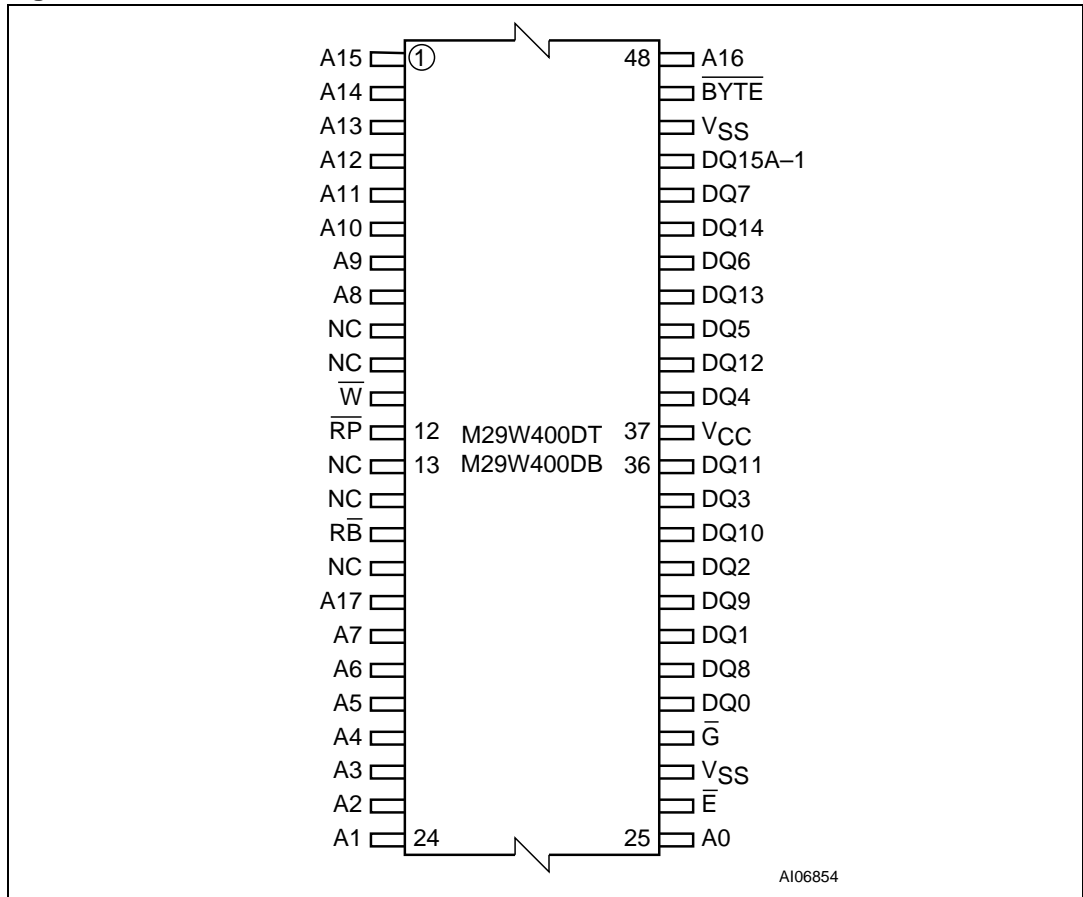 A15 1 48 A16
A14 B̅Y̅T̅E̅
A13 VSS
A12 DQ15A–1
A11 DQ7
A10 DQ14
A9 DQ6
A8 DQ13
NC DQ5
NC DQ12
W̅ DQ4
R̅P̅ 12 M29W400DT 37 VCC
NC 13 M29W400DB 36 DQ11
NC DQ3
RB̅ DQ10
NC DQ2
A17 DQ9
A7 DQ1
A6 DQ8
A5 DQ0
A4 G̅
A3 VSS
A2 E̅
A1 24 25 A0
AI06854